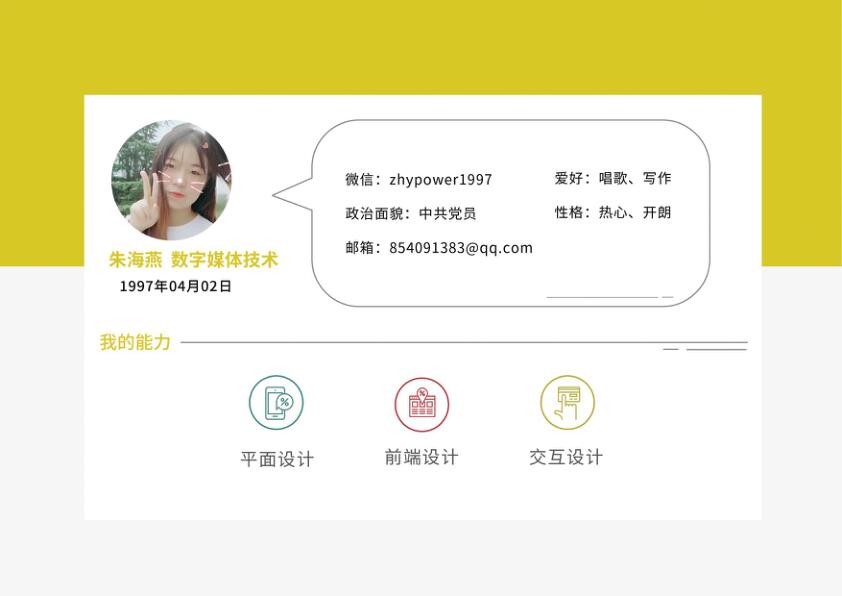 微信：zhypower1997
爱好：唱歌、写作
政治面貌：中共党员
性格：热心、开朗
邮箱：854091383@qq.com
朱海燕 数字媒体技术
1997年04月02日
我的能力
平面设计
前端设计
交互设计